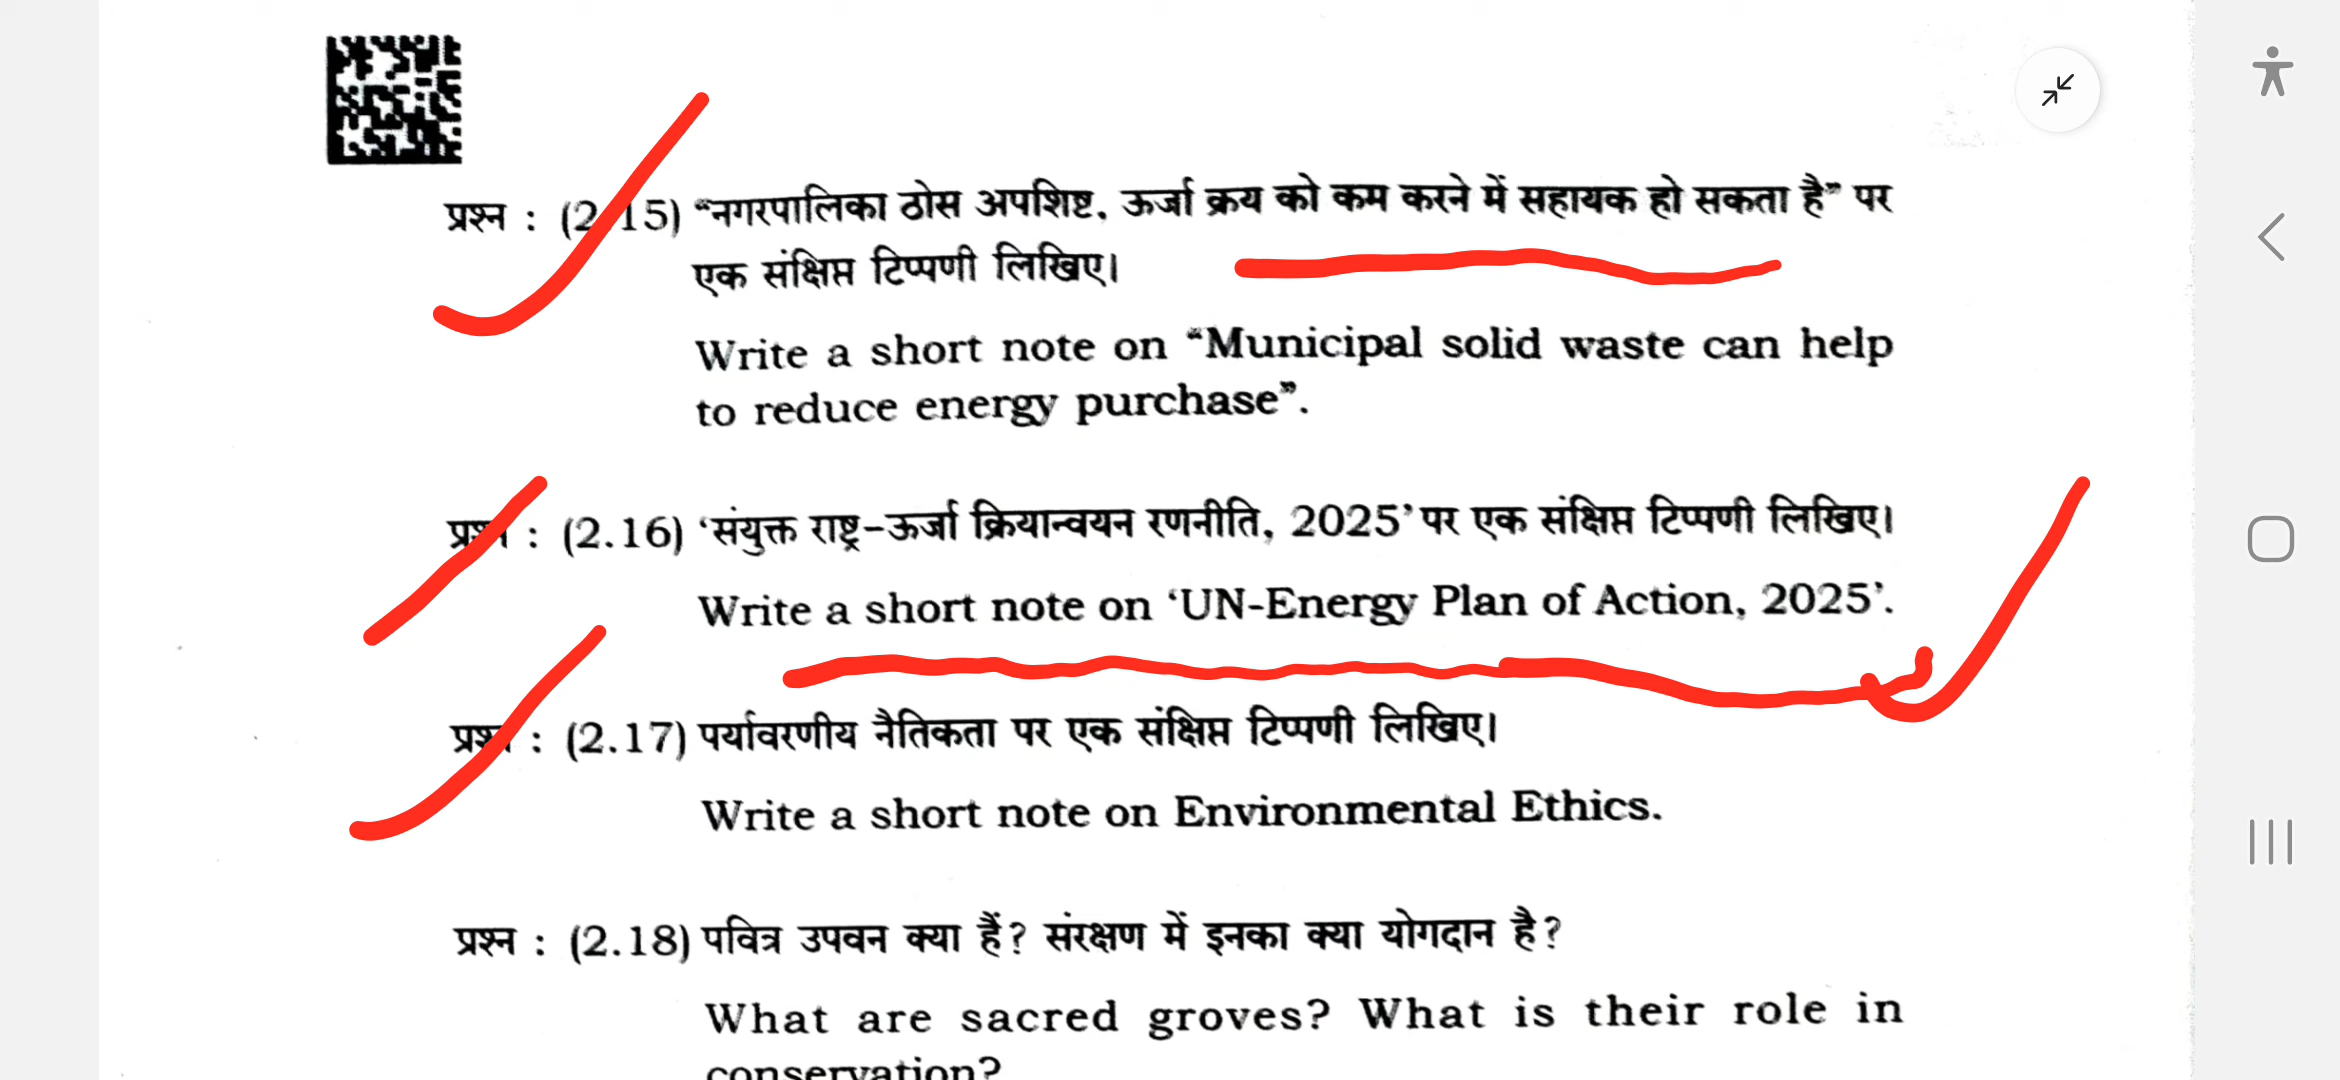 प्रश्न : (2.15) “नगरपालिका ठोस अपशिष्ट, ऊर्जा क्रय को कम करने में सहायक हो सकता है” पर
एक संक्षिप्त टिप्पणी लिखिए।
Write a short note on “Municipal solid waste can help
to reduce energy purchase”.
प्रश्न : (2.16) ‘संयुक्त राष्ट्र–ऊर्जा क्रियान्वयन रणनीति, 2025’ पर एक संक्षिप्त टिप्पणी लिखिए।
Write a short note on ‘UN-Energy Plan of Action, 2025’.
प्रश्न : (2.17) पर्यावरणीय नैतिकता पर एक संक्षिप्त टिप्पणी लिखिए।
Write a short note on Environmental Ethics.
प्रश्न : (2.18) पवित्र उपवन क्या हैं? संरक्षण में इनका क्या योगदान है?
What are sacred groves? What is their role in
conservation?